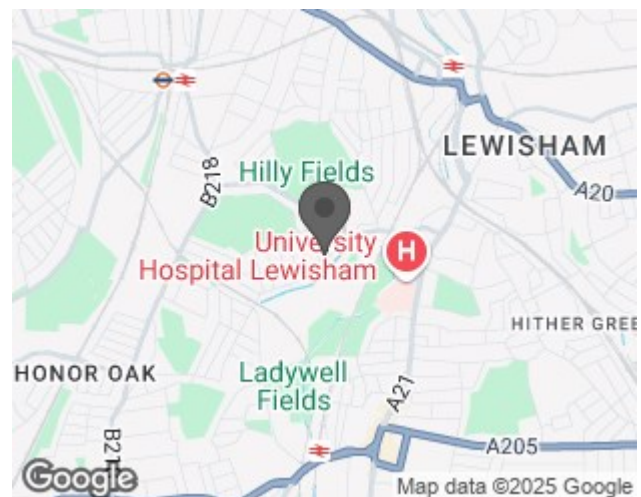 Hilly Fields
LEWISHAM
B218
A20
University
Hospital Lewisham
H
HITHER GREE
HONOR OAK
Ladywell
Fields
A21
B21
A205
Google
Map data ©2025 Google